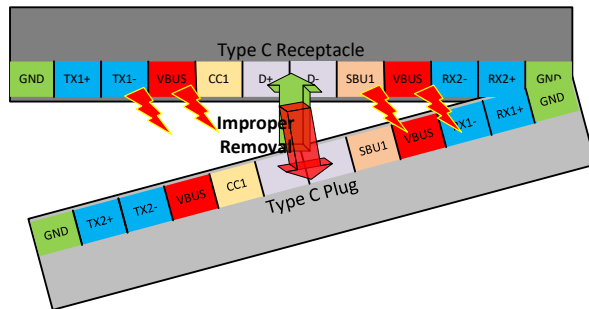 Type C Receptacle
GND TX1+ TX1- VBUS CC1 D+ D- SBU1 VBUS RX2- RX2+ GND
Improper
Removal
GND TX2+ TX2- VBUS CC1 SBU1 VBUS RX1- RX1+ GND
Type C Plug